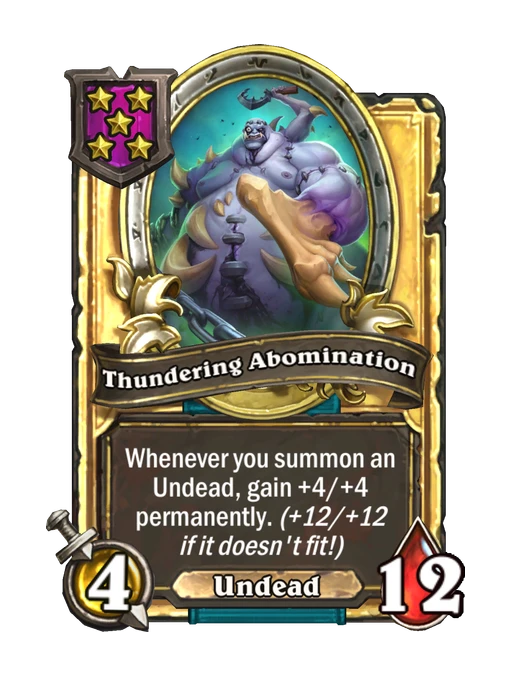 Thundering Abomination
Whenever you summon an
Undead, gain +4/+4
permanently. (+12/+12
if it doesn't fit!)
4
Undead
12